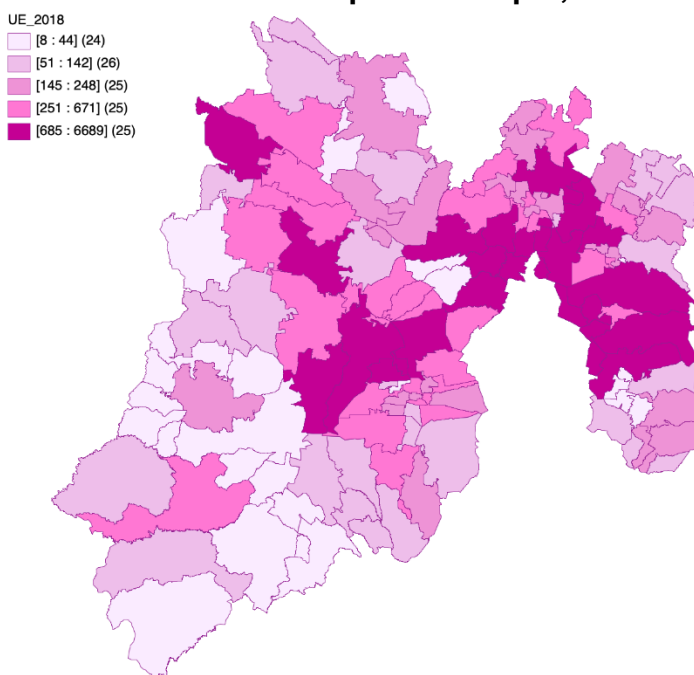 UE_2018
[8 : 44] (24)
[51 : 142] (26)
[145 : 248] (25)
[251 : 671] (25)
[685 : 6689] (25)